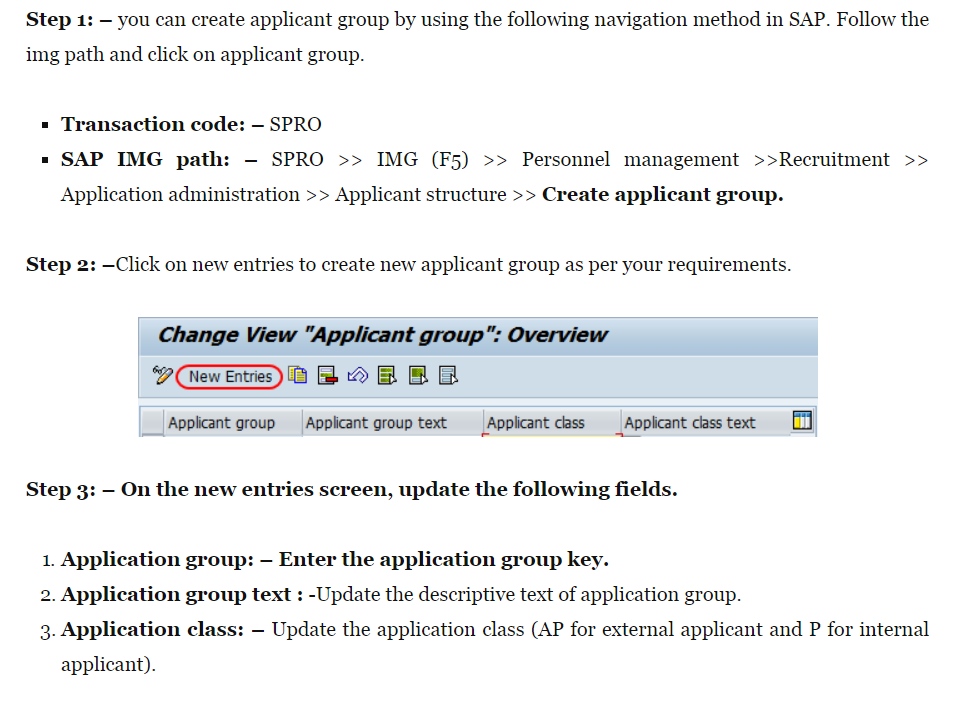 Step 1: – you can create applicant group by using the following navigation method in SAP. Follow the
img path and click on applicant group.
▪ Transaction code: – SPRO
▪ SAP IMG path: – SPRO >> IMG (F5) >> Personnel management >>Recruitment >>
Application administration >> Applicant structure >> Create applicant group.
Step 2: –Click on new entries to create new applicant group as per your requirements.
Change View "Applicant group": Overview
New Entries
Applicant group Applicant group text Applicant class Applicant class text
Step 3: – On the new entries screen, update the following fields.
1. Application group: – Enter the application group key.
2. Application group text : -Update the descriptive text of application group.
3. Application class: – Update the application class (AP for external applicant and P for internal
applicant).